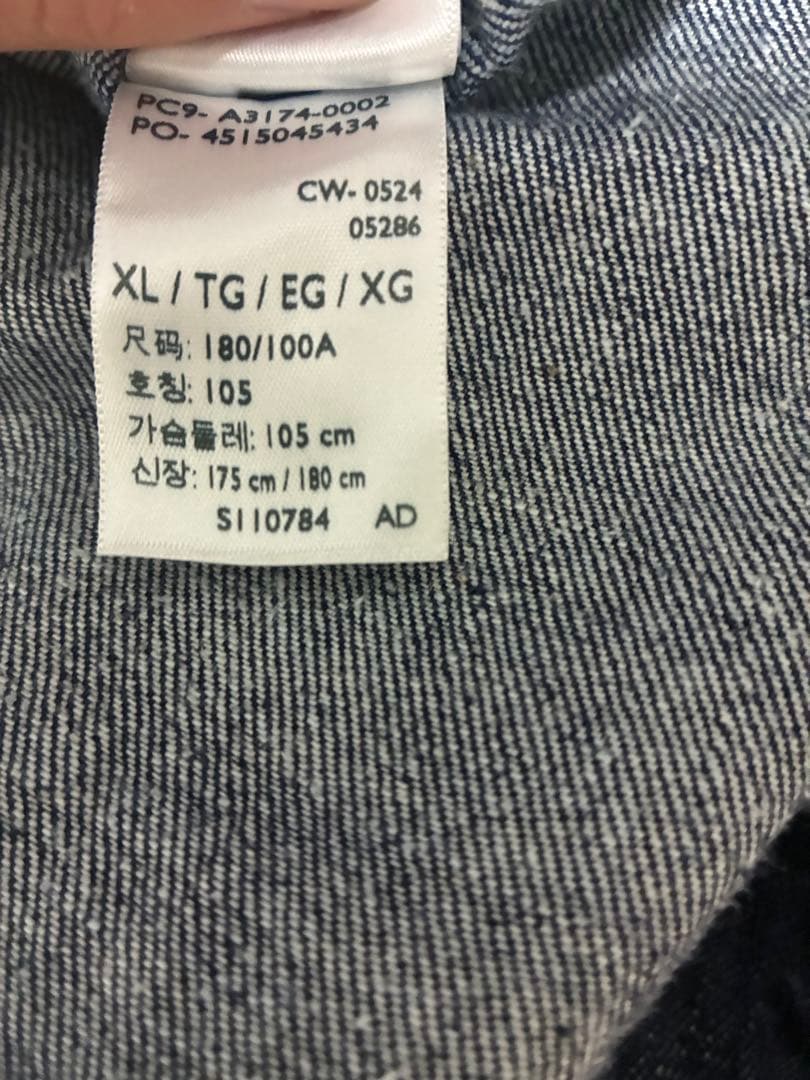 PC9- A3174-0002
PO- 4515045434
CW- 0524
05286
XL / TG / EG / XG
尺码: 180/100A
호칭: 105
가슴둘레: 105 cm
신장: 175 cm / 180 cm
S110784 AD